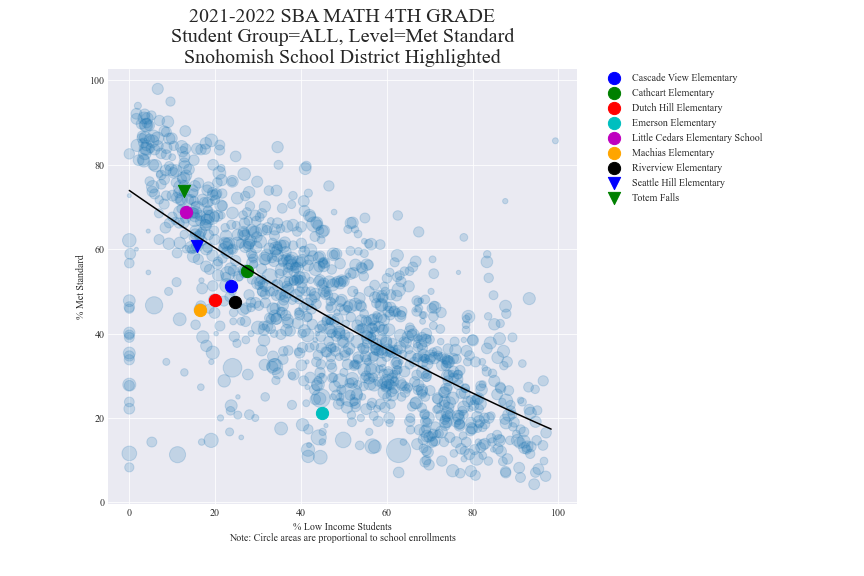 2021-2022 SBA MATH 4TH GRADE
Student Group=ALL, Level=Met Standard
Snohomish School District Highlighted
100
80
60
40
20
0
% Met Standard
0 20 40 60 80 100
% Low Income Students
Note: Circle areas are proportional to school enrollments
Cascade View Elementary
Cathcart Elementary
Dutch Hill Elementary
Emerson Elementary
Little Cedars Elementary School
Machias Elementary
Riverview Elementary
Seattle Hill Elementary
Totem Falls